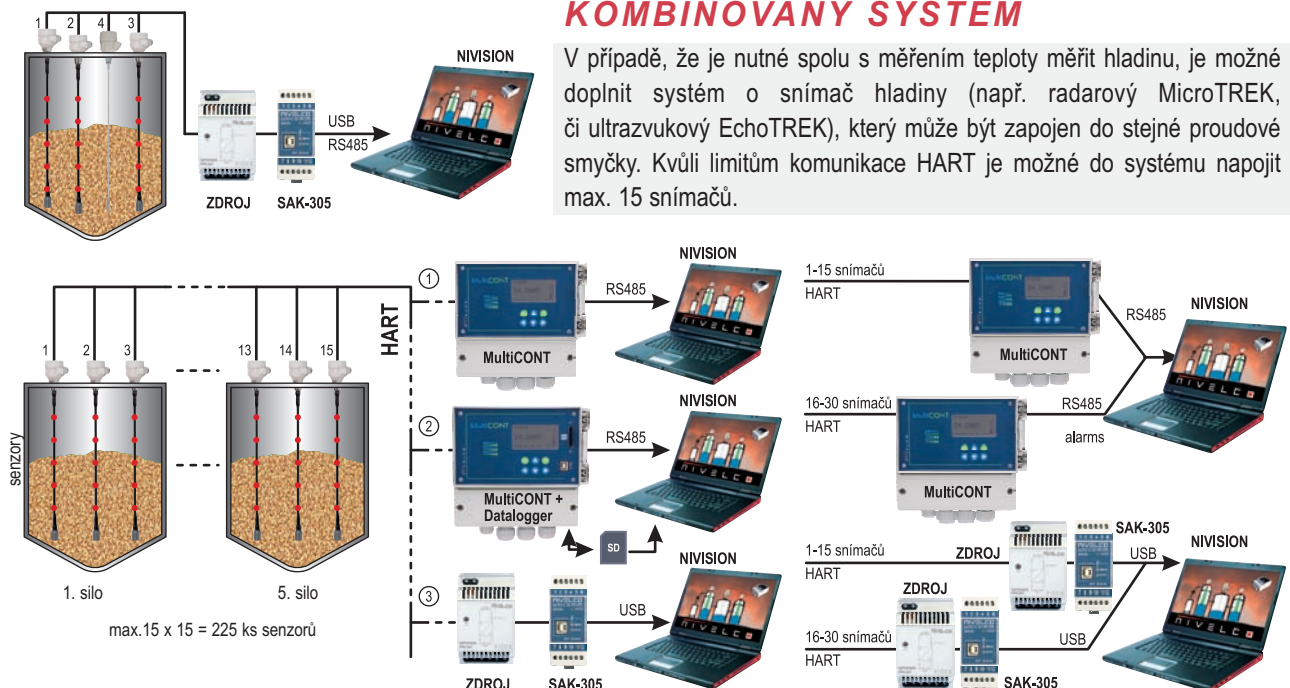 KOMBINOVANÝ SYSTÉM
V případě, že je nutné spolu s měřením teploty měřit hladinu, je možné
doplnit systém o snímač hladiny (např. radarový MicroTREK,
či ultrazvukový EchoTREK), který může být zapojen do stejné proudové
smyčky. Kvůli limitům komunikace HART je možné do systému napojit
max. 15 snímačů.
1 2 4 3
ZDROJ
SAK-305
USB
RS485
NIVISION
NIVELCO
senzory
1 2 3
13 14 15
1. silo
5. silo
max.15 x 15 = 225 ks senzorů
HART
1
MultiCONT
RS485
NIVISION
2
MultiCONT +
Datalogger
RS485
SD
NIVISION
3
ZDROJ
SAK-305
USB
NIVISION
1-15 snímačů
HART
MultiCONT
RS485
NIVISION
NIVELCO
16-30 snímačů
HART
MultiCONT
RS485
alarms
1-15 snímačů
HART
ZDROJ
SAK-305
USB
NIVISION
16-30 snímačů
HART
ZDROJ
SAK-305
USB